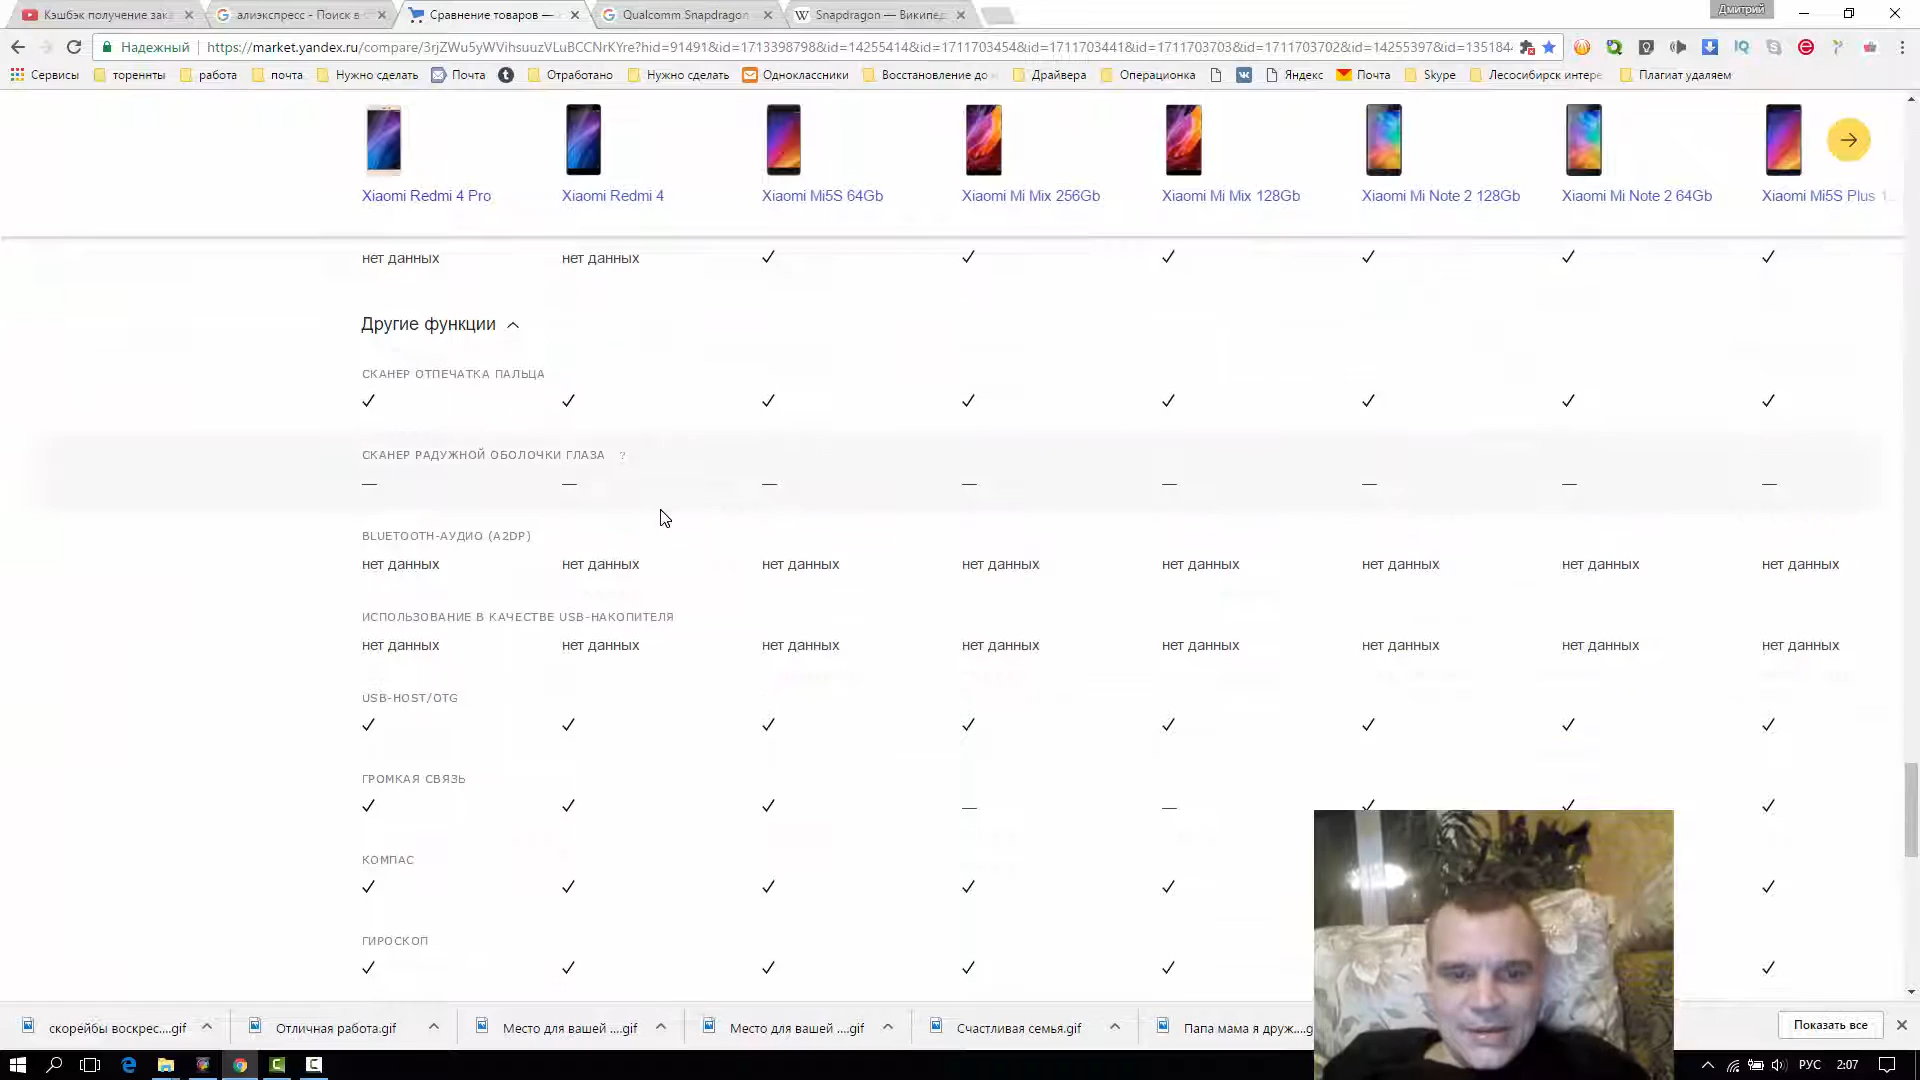 Кэшбэк получение зак
алиэкспресс - Поиск в
Сравнение товаров —
Qualcomm Snapdragon
Snapdragon — Википед
Дмитрий
Надежный
https://market.yandex.ru/compare/3rjZWu5yWVihsuuzVLuBCCNrKYre?hid=91491&id=1713398798&id=14255414&id=1711703454&id=1711703441&id=1711703703&id=1711703702&id=14255397&id=135184
Сервисы
тореннты
работа
почта
Нужно сделать
Почта
Отработано
Нужно сделать
Одноклассники
Восстановление до
Драйвера
Операционка
Яндекс
Почта
Skype
Лесосибирск интере
Плагиат удаляем
Xiaomi Redmi 4 Pro
Xiaomi Redmi 4
Xiaomi Mi5S 64Gb
Xiaomi Mi Mix 256Gb
Xiaomi Mi Mix 128Gb
Xiaomi Mi Note 2 128Gb
Xiaomi Mi Note 2 64Gb
Xiaomi Mi5S Plus 1...
нет данных нет данных
Другие функции
СКАНЕР ОТПЕЧАТКА ПАЛЬЦА
СКАНЕР РАДУЖНОЙ ОБОЛОЧКИ ГЛАЗА ?
— — — — — — — —
BLUETOOTH-АУДИО (A2DP)
нет данных нет данных нет данных нет данных нет данных нет данных нет данных нет данных
ИСПОЛЬЗОВАНИЕ В КАЧЕСТВЕ USB-НАКОПИТЕЛЯ
нет данных нет данных нет данных нет данных нет данных нет данных нет данных нет данных
USB-HOST/OTG
ГРОМКАЯ СВЯЗЬ
— —
КОМПАС
ГИРОСКОП
скорейбы воскрес....gif
Отличная работа.gif
Место для вашей ....gif
Место для вашей ....gif
Счастливая семья.gif
Папа мама я друж....g
Показать все
РУС
2:07